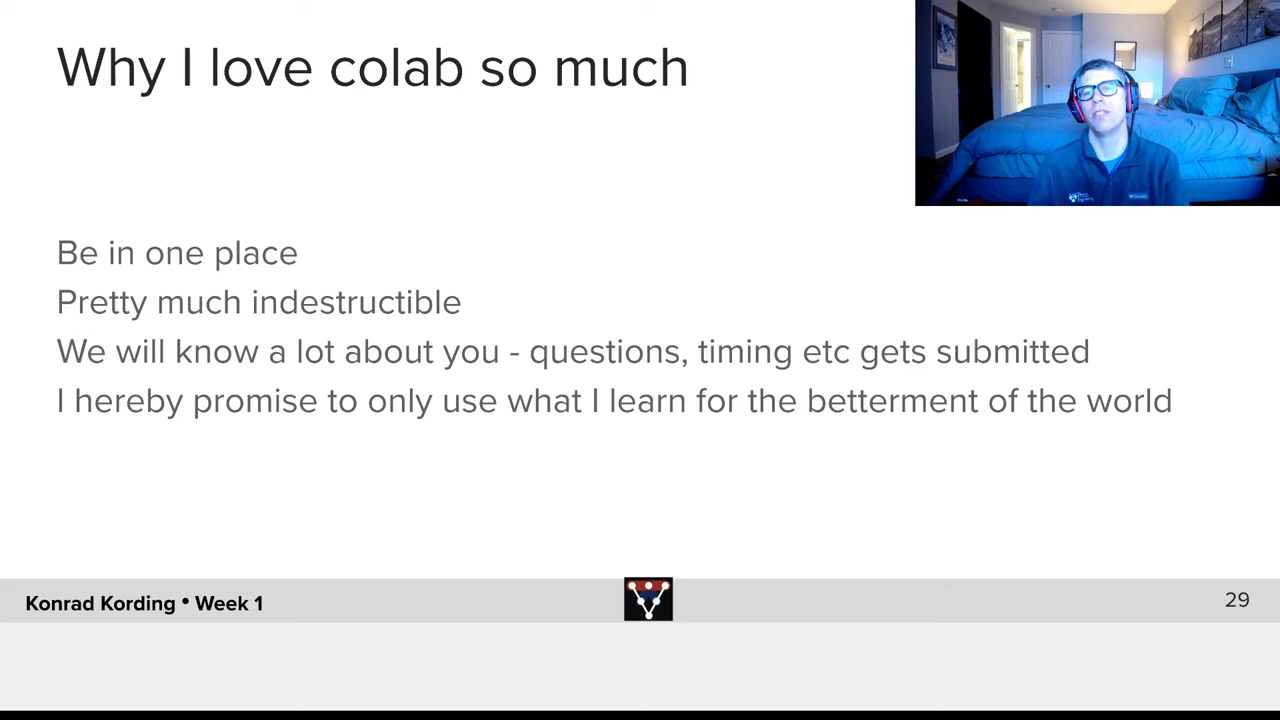 Why I love colab so much
Be in one place
Pretty much indestructible
We will know a lot about you - questions, timing etc gets submitted
I hereby promise to only use what I learn for the betterment of the world
Konrad Kording • Week 1
29